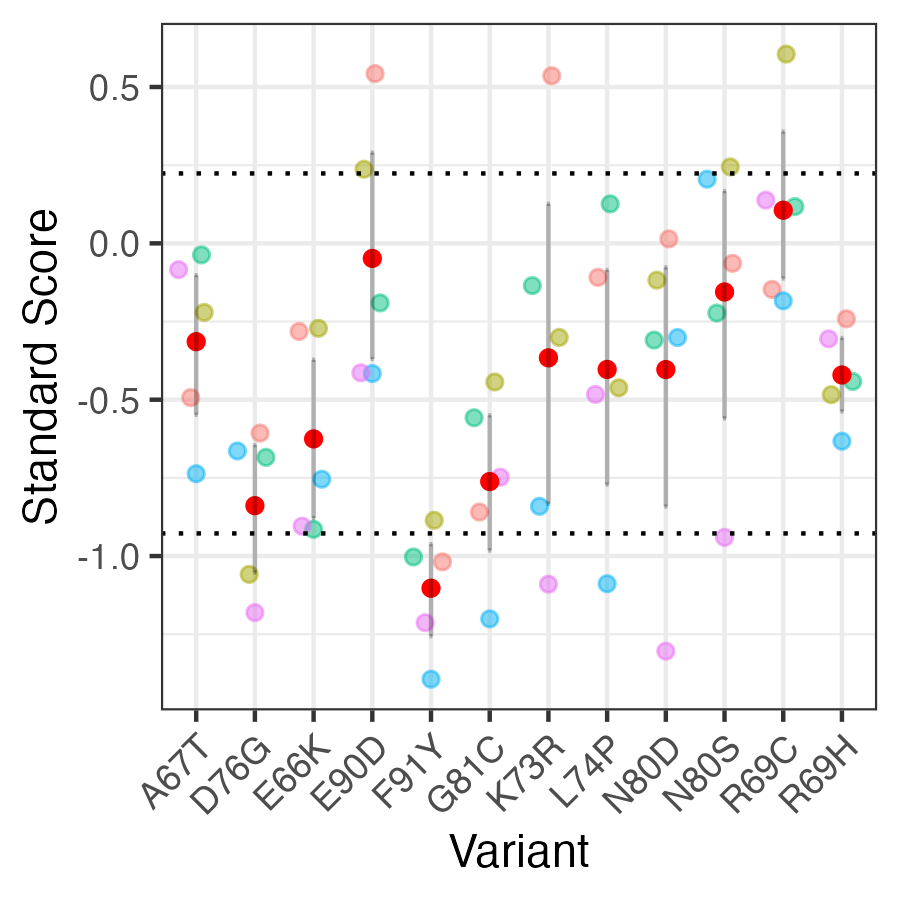 Standard Score
0.5
0.0
-0.5
-1.0
A67T
D76G
E66K
E90D
F91Y
G81C
K73R
L74P
N80D
N80S
R69C
R69H
Variant